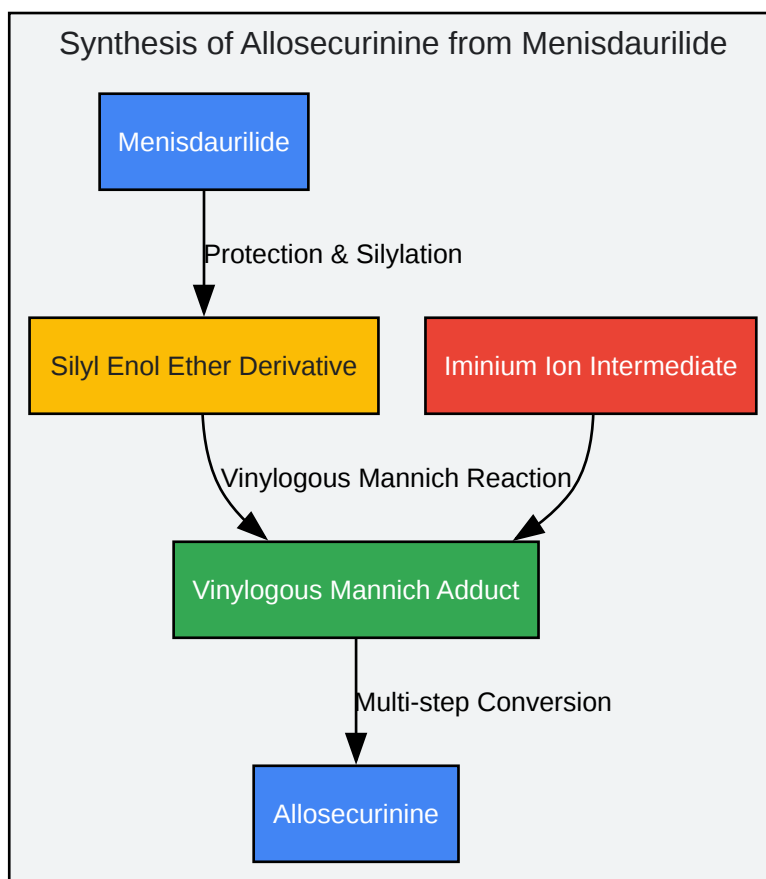 Synthesis of Allosecurinine from Menisdaurilide
Menisdaurilide
Protection & Silylation
Silyl Enol Ether Derivative
Iminium Ion Intermediate
Vinylogous Mannich Reaction
Vinylogous Mannich Adduct
Multi-step Conversion
Allosecurinine